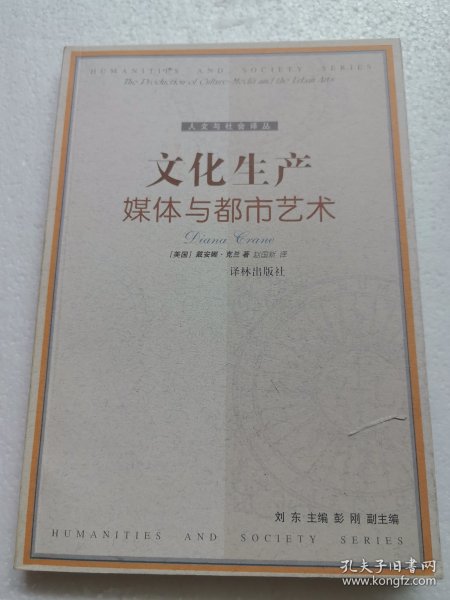 HUMANITIES AND SOCIETY SERIES
The Production of Culture: Media and the Urban Arts
人文与社会译丛
文化生产
媒体与都市艺术
Diana Crane
[美国] 戴安娜·克兰 著 赵国新 译
译林出版社
刘东 主编 彭刚 副主编
HUMANITIES AND SOCIETY SERIES
孔夫子旧书网
www.kongfz.com